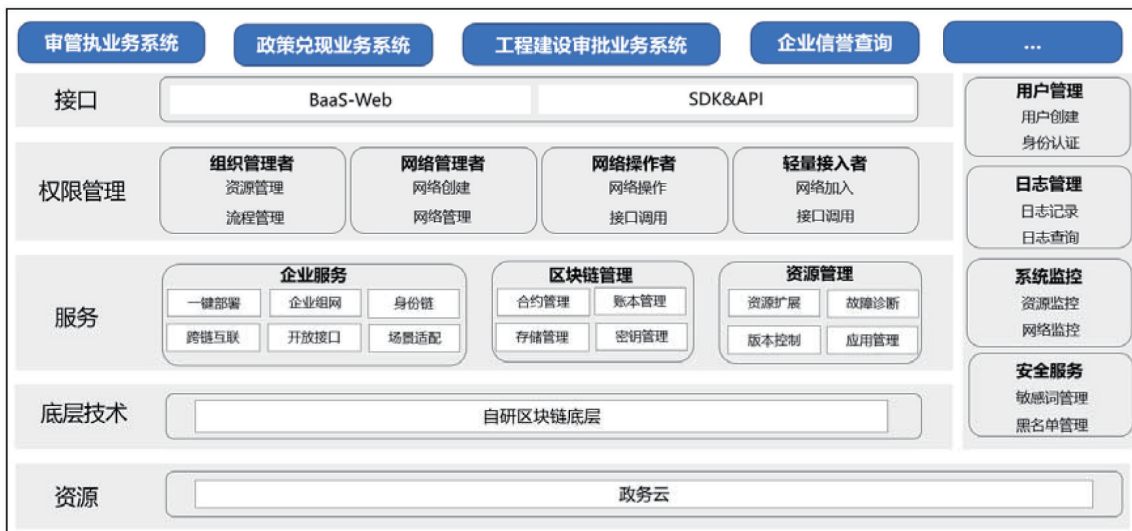 审管执业务系统
政策兑现业务系统
工程建设审批业务系统
企业信誉查询
...
接口
BaaS-Web
SDK&API
权限管理
组织管理者
资源管理
流程管理
网络管理者
网络创建
网络管理
网络操作者
网络操作
接口调用
轻量接入者
网络加入
接口调用
服务
企业服务
一键部署
企业组网
身份链
跨链互联
开放接口
场景适配
区块链管理
合约管理
账本管理
存储管理
密钥管理
资源管理
资源扩展
故障诊断
版本控制
应用管理
底层技术
自研区块链底层
资源
政务云
用户管理
用户创建
身份认证
日志管理
日志记录
日志查询
系统监控
资源监控
网络监控
安全服务
敏感词管理
黑名单管理